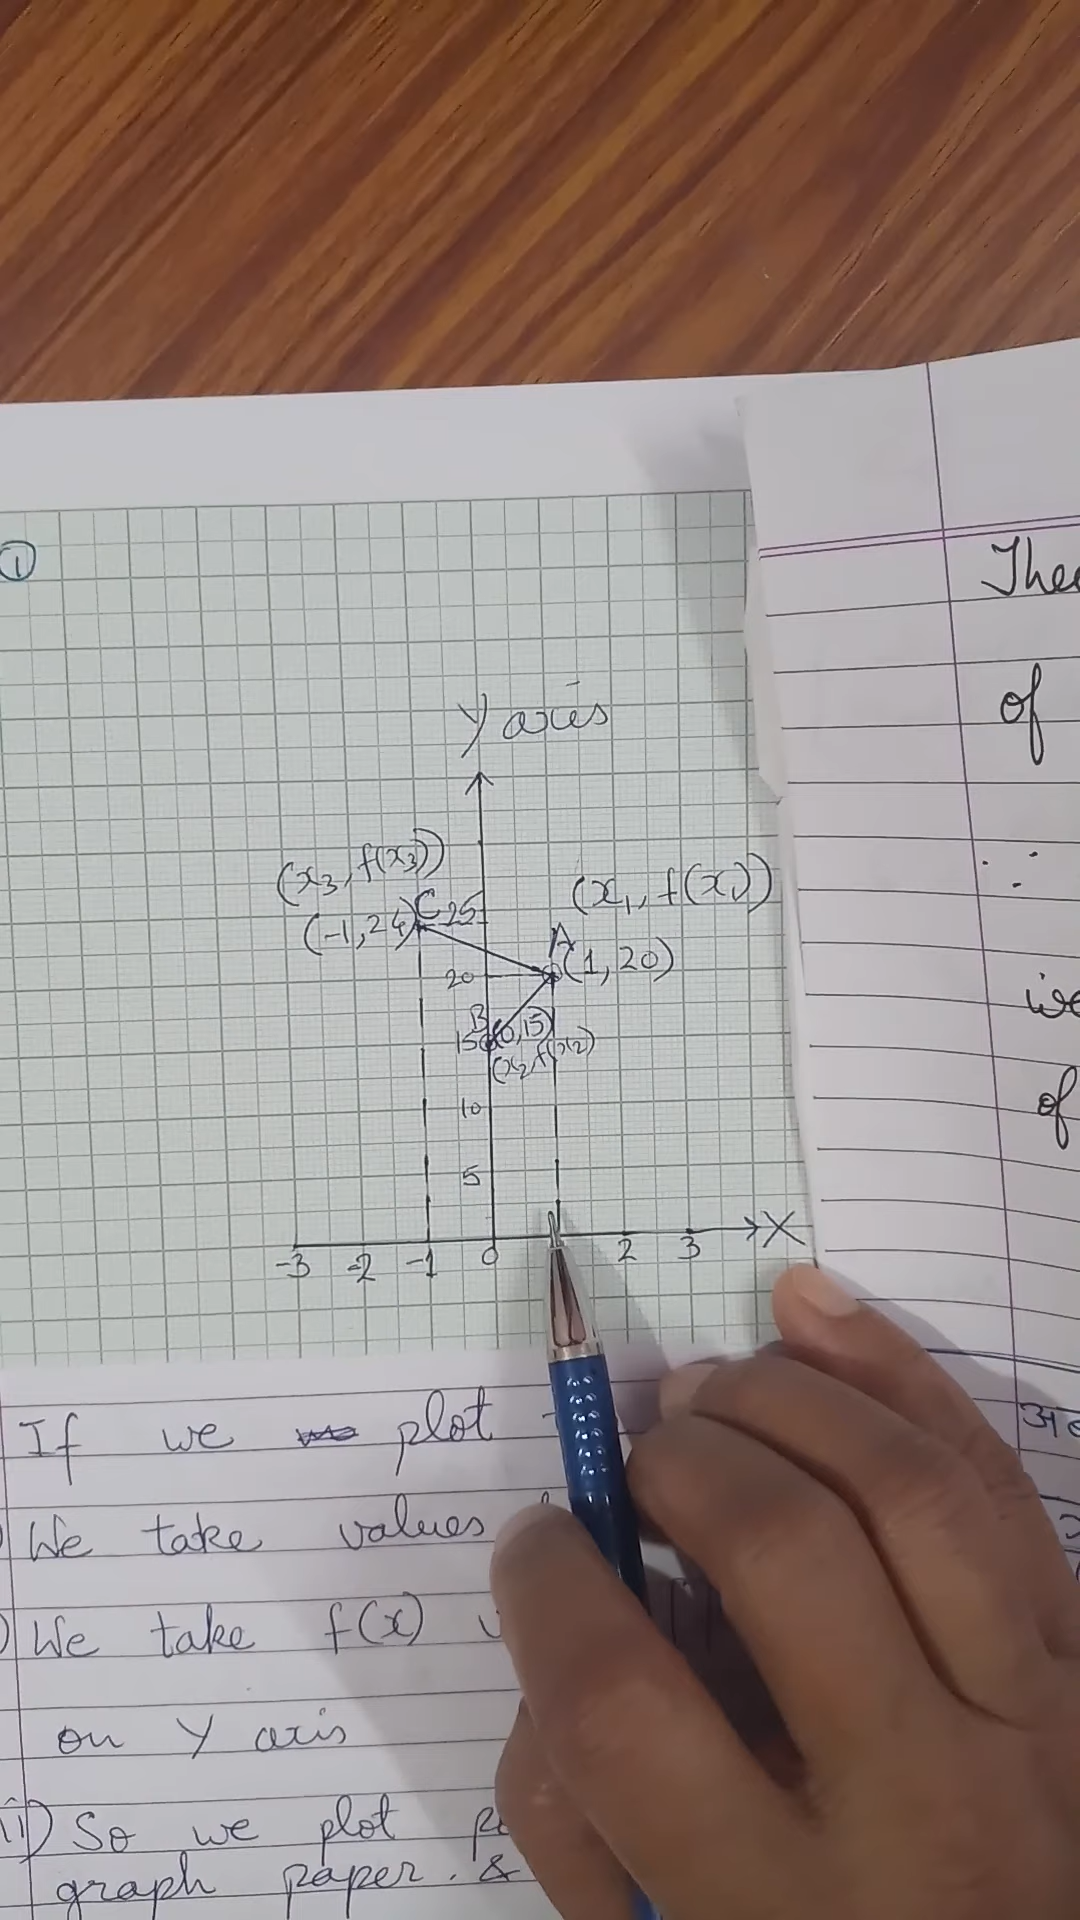 1
Y axis
(x₃, f(x₃))
(x₁, f(x₁))
C 25
(-1,24)
A
20
(1, 20)
B
15
(0,15)
(x₂, f(x₂))
10
5
-3 -2 -1 0 2 3 X
If we plot
We take values
We take f(x)
on Y axis
ii) So we plot
graph paper. &
of
∵
we
of